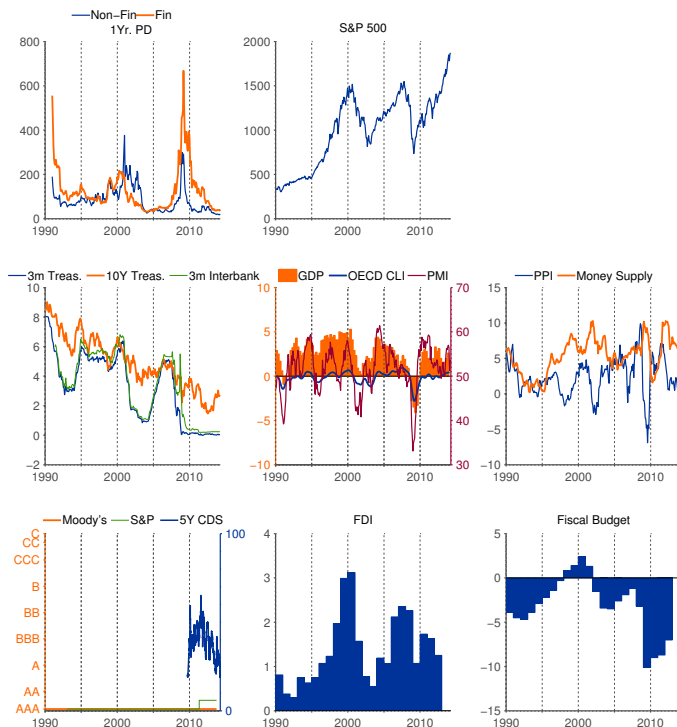 Non−Fin Fin
1Yr. PD
800
600
400
200
0
1990 2000 2010
S&P 500
2000
1500
1000
500
0
1990 2000 2010
3m Treas. 10Y Treas. 3m Interbank
10
8
6
4
2
0
−2
1990 2000 2010
GDP OECD CLI PMI
10 70
5 60
0 50
−5 40
−10 30
1990 2000 2010
PPI Money Supply
15
10
5
0
−5
−10
1990 2000 2010
Moody's S&P 5Y CDS
C 100
CC
CCC
B
BB
BBB
A
AA
AAA 0
1990 2000 2010
FDI
4
3
2
1
0
1990 2000 2010
Fiscal Budget
5
0
−5
−10
−15
1990 2000 2010